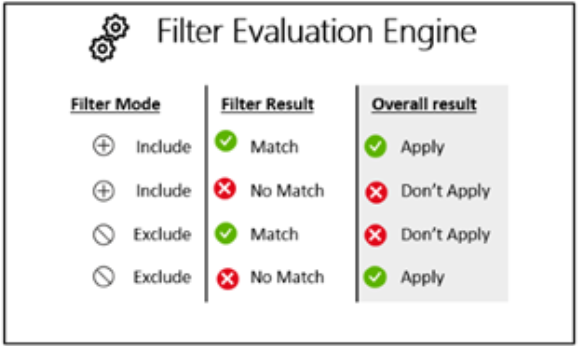 Filter Evaluation Engine
Filter Mode Filter Result Overall result
Include Match Apply
Include No Match Don't Apply
Exclude Match Don't Apply
Exclude No Match Apply